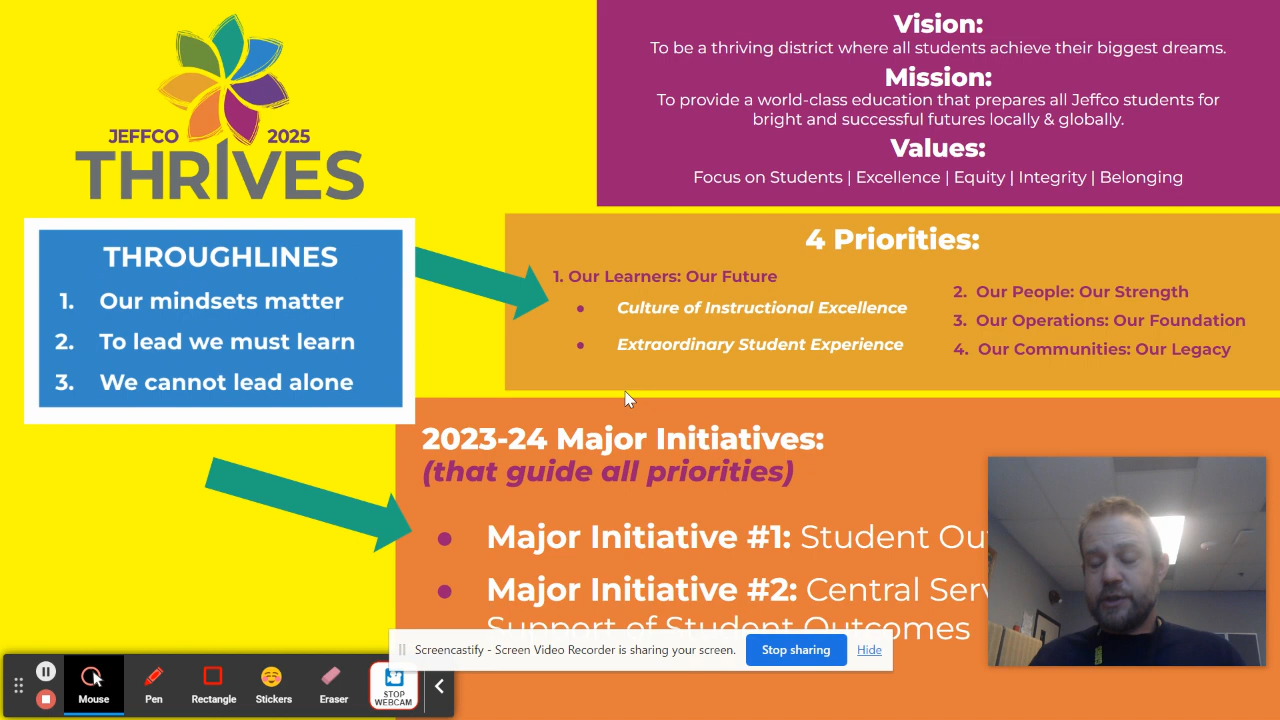 JEFFCO 2025
THRIVES
Vision:
To be a thriving district where all students achieve their biggest dreams.
Mission:
To provide a world-class education that prepares all Jeffco students for
bright and successful futures locally & globally.
Values:
Focus on Students | Excellence | Equity | Integrity | Belonging
THROUGHLINES
1. Our mindsets matter
2. To lead we must learn
3. We cannot lead alone
4 Priorities:
1. Our Learners: Our Future
● Culture of Instructional Excellence
● Extraordinary Student Experience
2. Our People: Our Strength
3. Our Operations: Our Foundation
4. Our Communities: Our Legacy
2023-24 Major Initiatives:
(that guide all priorities)
● Major Initiative #1: Student
● Major Initiative #2: Central
Support of Student Outcomes
Screencastify - Screen Video Recorder is sharing your screen.
Stop sharing
Hide
Mouse
Pen
Rectangle
Stickers
Eraser
STOP
WEBCAM